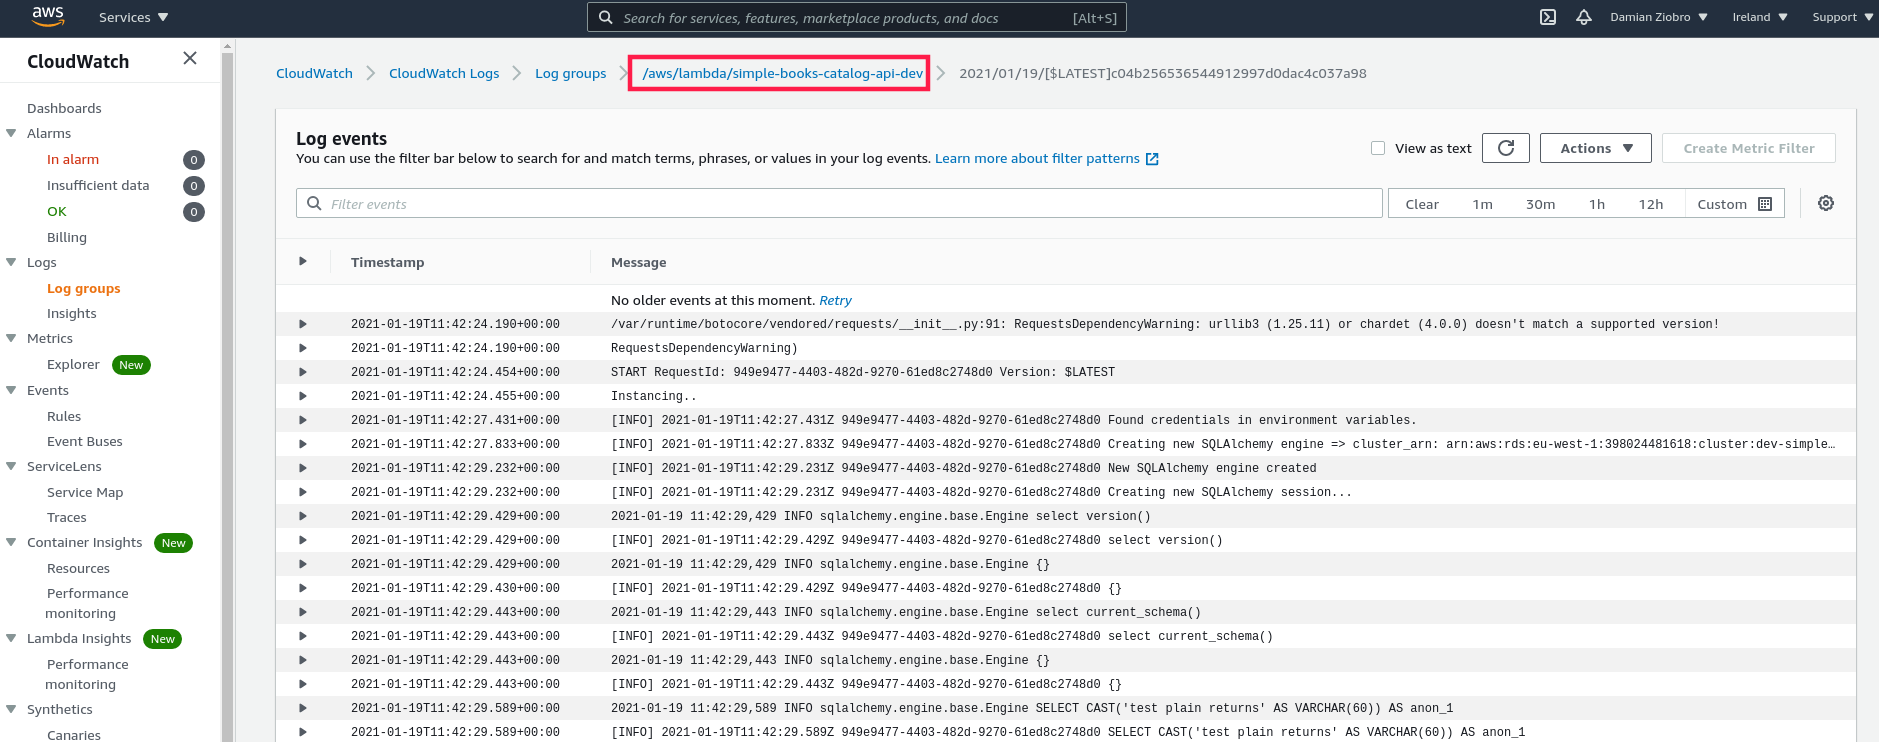 aws Services Search for services, features, marketplace products, and docs [Alt+S] Damian Ziobro Ireland Support
CloudWatch
Dashboards
Alarms
In alarm 0
Insufficient data 0
OK 0
Billing
Logs
Log groups
Insights
Metrics
Explorer New
Events
Rules
Event Buses
ServiceLens
Service Map
Traces
Container Insights New
Resources
Performance
monitoring
Lambda Insights New
Performance
monitoring
Synthetics
Canaries
CloudWatch CloudWatch Logs Log groups /aws/lambda/simple-books-catalog-api-dev 2021/01/19/[$LATEST]c04b256536544912997d0dac4c037a98
Log events
You can use the filter bar below to search for and match terms, phrases, or values in your log events. Learn more about filter patterns
View as text Actions Create Metric Filter
Filter events Clear 1m 30m 1h 12h Custom
Timestamp Message
No older events at this moment. Retry
2021-01-19T11:42:24.190+00:00 /var/runtime/botocore/vendored/requests/__init__.py:91: RequestsDependencyWarning: urllib3 (1.25.11) or chardet (4.0.0) doesn't match a supported version!
2021-01-19T11:42:24.190+00:00 RequestsDependencyWarning)
2021-01-19T11:42:24.454+00:00 START RequestId: 949e9477-4403-482d-9270-61ed8c2748d0 Version: $LATEST
2021-01-19T11:42:24.455+00:00 Instancing..
2021-01-19T11:42:27.431+00:00 [INFO] 2021-01-19T11:42:27.431Z 949e9477-4403-482d-9270-61ed8c2748d0 Found credentials in environment variables.
2021-01-19T11:42:27.833+00:00 [INFO] 2021-01-19T11:42:27.833Z 949e9477-4403-482d-9270-61ed8c2748d0 Creating new SQLAlchemy engine => cluster_arn: arn:aws:rds:eu-west-1:398024481618:cluster:dev-simple…
2021-01-19T11:42:29.232+00:00 [INFO] 2021-01-19T11:42:29.231Z 949e9477-4403-482d-9270-61ed8c2748d0 New SQLAlchemy engine created
2021-01-19T11:42:29.232+00:00 [INFO] 2021-01-19T11:42:29.231Z 949e9477-4403-482d-9270-61ed8c2748d0 Creating new SQLAlchemy session...
2021-01-19T11:42:29.429+00:00 2021-01-19 11:42:29,429 INFO sqlalchemy.engine.base.Engine select version()
2021-01-19T11:42:29.429+00:00 [INFO] 2021-01-19T11:42:29.429Z 949e9477-4403-482d-9270-61ed8c2748d0 select version()
2021-01-19T11:42:29.429+00:00 2021-01-19 11:42:29,429 INFO sqlalchemy.engine.base.Engine {}
2021-01-19T11:42:29.430+00:00 [INFO] 2021-01-19T11:42:29.429Z 949e9477-4403-482d-9270-61ed8c2748d0 {}
2021-01-19T11:42:29.443+00:00 2021-01-19 11:42:29,443 INFO sqlalchemy.engine.base.Engine select current_schema()
2021-01-19T11:42:29.443+00:00 [INFO] 2021-01-19T11:42:29.443Z 949e9477-4403-482d-9270-61ed8c2748d0 select current_schema()
2021-01-19T11:42:29.443+00:00 2021-01-19 11:42:29,443 INFO sqlalchemy.engine.base.Engine {}
2021-01-19T11:42:29.443+00:00 [INFO] 2021-01-19T11:42:29.443Z 949e9477-4403-482d-9270-61ed8c2748d0 {}
2021-01-19T11:42:29.589+00:00 2021-01-19 11:42:29,589 INFO sqlalchemy.engine.base.Engine SELECT CAST('test plain returns' AS VARCHAR(60)) AS anon_1
2021-01-19T11:42:29.589+00:00 [INFO] 2021-01-19T11:42:29.589Z 949e9477-4403-482d-9270-61ed8c2748d0 SELECT CAST('test plain returns' AS VARCHAR(60)) AS anon_1